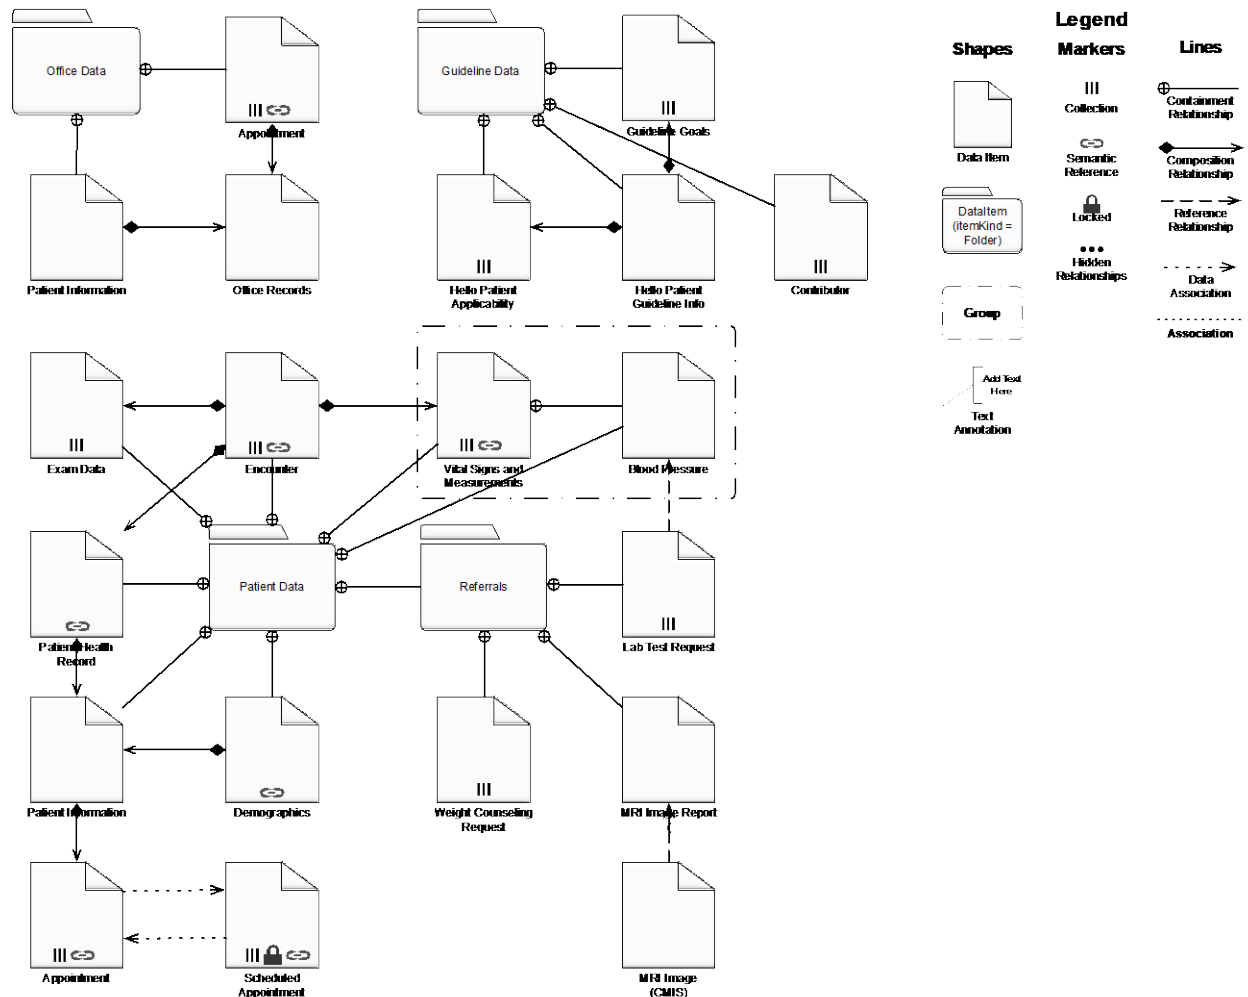 Office Data
Appointment
Patient Information
Office Records
Guideline Data
Guideline Goals
Hello Patient
Applicability
Hello Patient
Guideline Info
Contributor
Exam Data
Encounter
Vital Signs and
Measurements
Blood Pressure
Patient Health
Record
Patient Data
Referrals
Lab Test Request
Patient Information
Demographics
Weight Counseling
Request
MRI Image Report
Appointment
Scheduled
Appointment
MRI Image
(CMIS)
Legend
Shapes
Markers
Lines
Data Item
DataItem
(itemKind =
Folder)
Group
Add Text
Here
Text
Annotation
Collection
Semantic
Reference
Locked
Hidden
Relationships
Containment
Relationship
Composition
Relationship
Reference
Relationship
Data
Association
Association